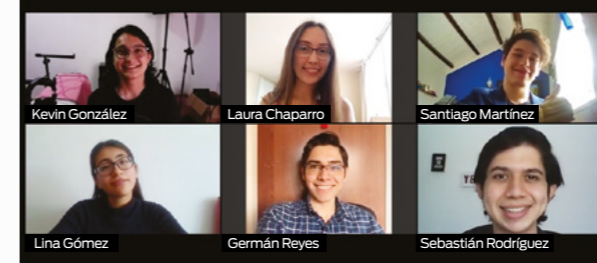 Kevin González
Laura Chaparro
Santiago Martínez
Lina Gómez
Germán Reyes
Sebastián Rodríguez